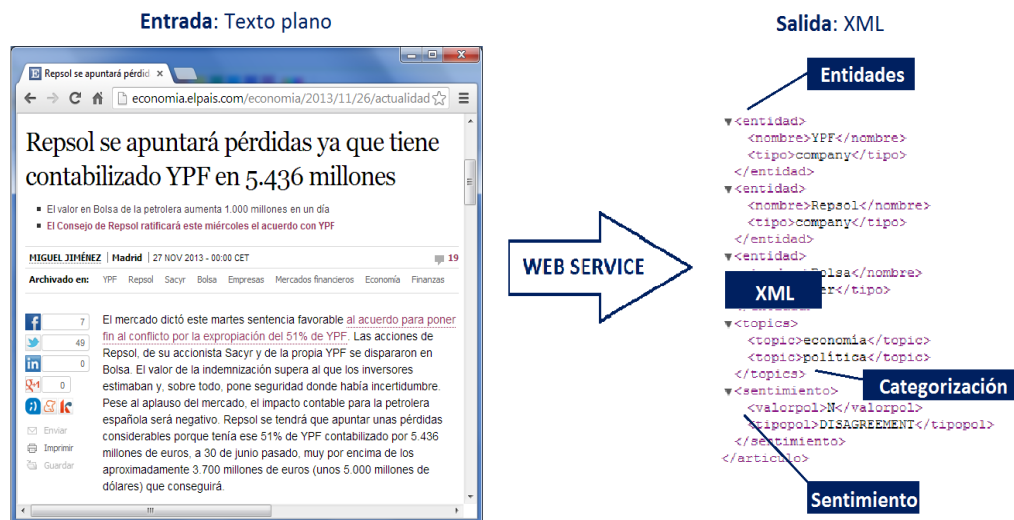 Entrada: Texto plano
Salida: XML
Repsol se apuntará pérdid
economia.elpais.com/economia/2013/11/26/actualidad
Repsol se apuntará pérdidas ya que tiene
contabilizado YPF en 5.436 millones
El valor en Bolsa de la petrolera aumenta 1.000 millones en un día
El Consejo de Repsol ratificará este miércoles el acuerdo con YPF
MIGUEL JIMÉNEZ | Madrid | 27 NOV 2013 - 00:00 CET
19
Archivado en: YPF Repsol Sacyr Bolsa Empresas Mercados financieros Economía Finanzas
7
49
in 0
0
Enviar
Imprimir
Guardar
El mercado dictó este martes sentencia favorable al acuerdo para poner
fin al conflicto por la expropiación del 51% de YPF. Las acciones de
Repsol, de su accionista Sacyr y de la propia YPF se dispararon en
Bolsa. El valor de la indemnización supera al que los inversores
estimaban y, sobre todo, pone seguridad donde había incertidumbre.
Pese al aplauso del mercado, el impacto contable para la petrolera
española será negativo. Repsol se tendrá que apuntar unas pérdidas
considerables porque tenía ese 51% de YPF contabilizado por 5.436
millones de euros, a 30 de junio pasado, muy por encima de los
aproximadamente 3.700 millones de euros (unos 5.000 millones de
dólares) que conseguirá.
WEB SERVICE
Entidades
<entidad>
<nombre>YPF</nombre>
<tipo>company</tipo>
</entidad>
<entidad>
<nombre>Repsol</nombre>
<tipo>company</tipo>
</entidad>
<entidad>
Bolsa</nombre>
XML
</tipo>
<topics>
<topic>economía</topic>
<topic>política</topic>
</topics>
Categorización
<sentimiento>
<valorpol>N</valorpol>
<tipopol>DISAGREEMENT</tipopol>
</sentimiento>
</articulo>
Sentimiento